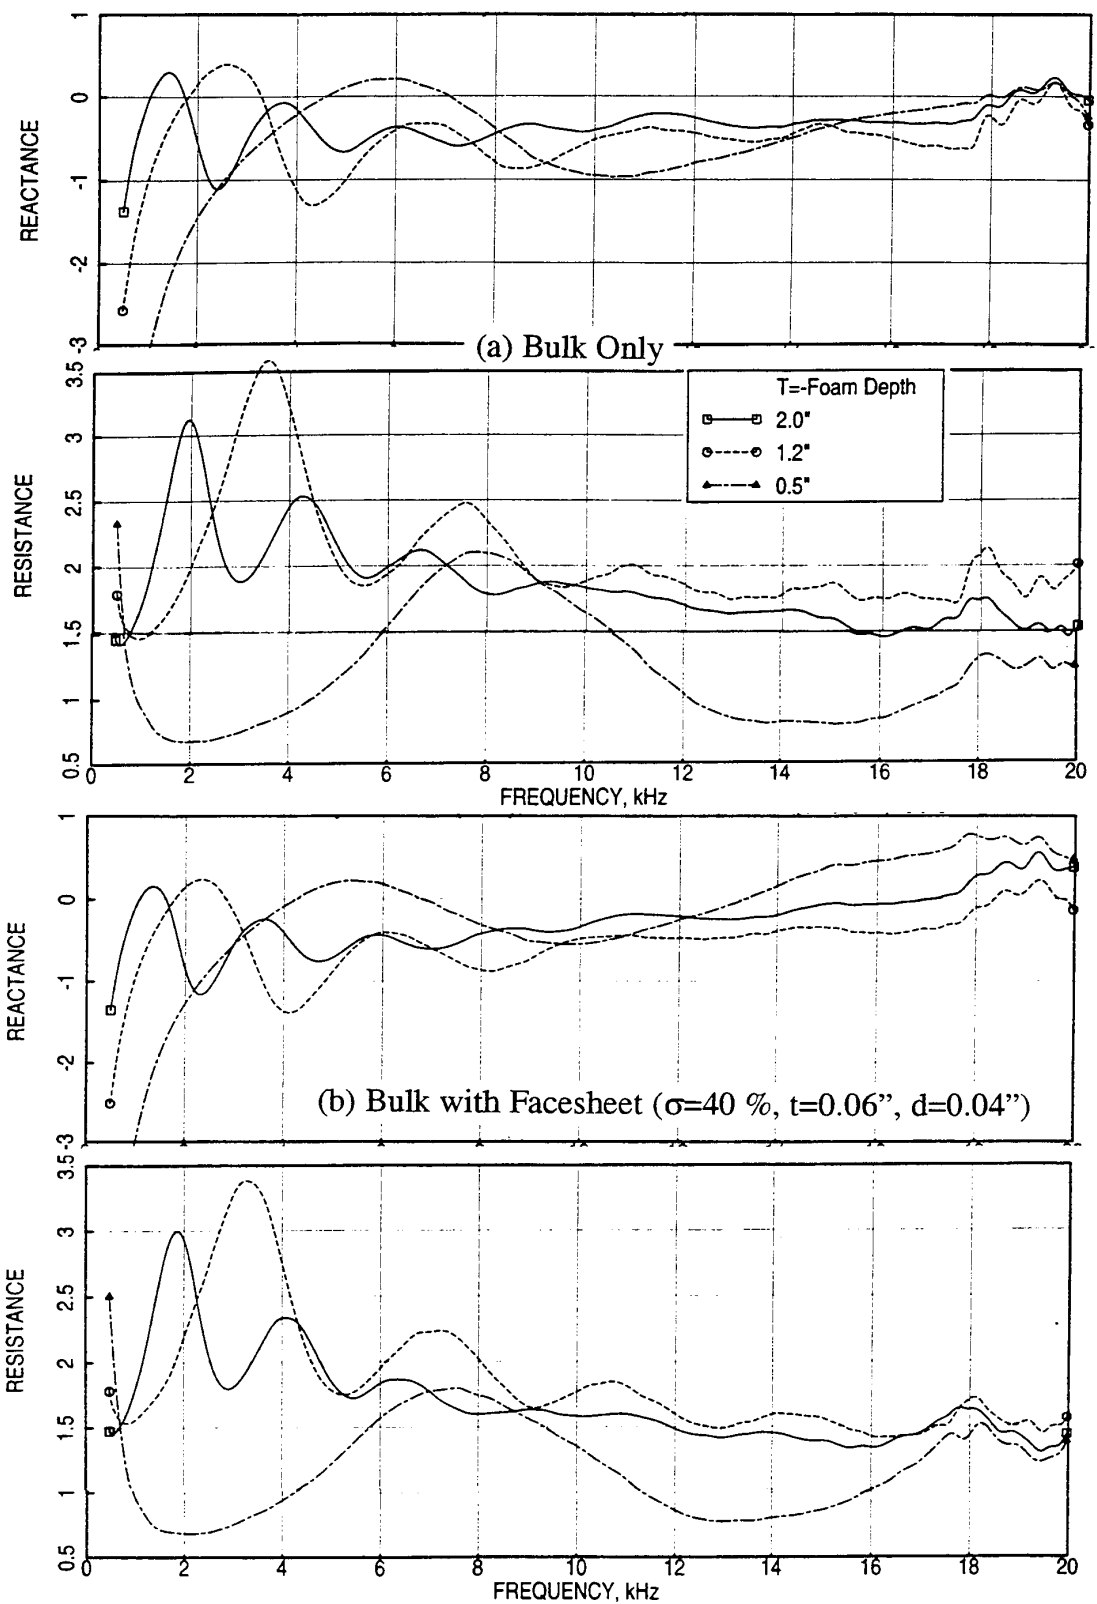 1
0
-1
-2
-3
REACTANCE
(a) Bulk Only
3.5
3
2.5
2
1.5
1
0.5
RESISTANCE
T=-Foam Depth
2.0"
1.2"
0.5"
0 2 4 6 8 10 12 14 16 18 20
FREQUENCY, kHz
1
0
-1
-2
-3
REACTANCE
(b) Bulk with Facesheet (σ=40 %, t=0.06”, d=0.04”)
3.5
3
2.5
2
1.5
1
0.5
RESISTANCE
0 2 4 6 8 10 12 14 16 18 20
FREQUENCY, kHz